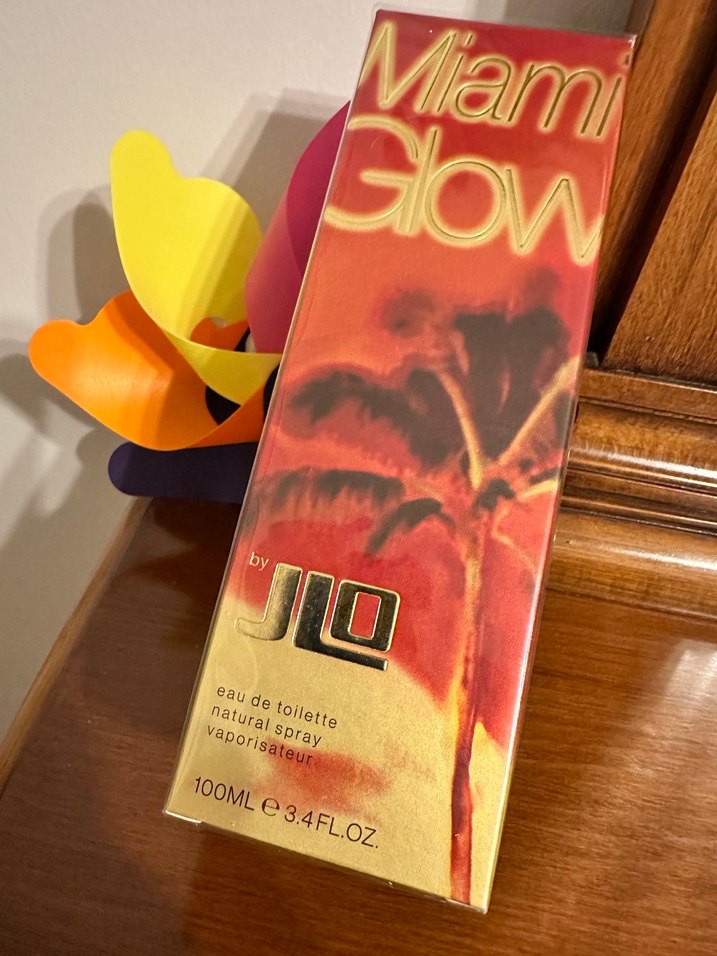 Miami
Glow
by
JLO
eau de toilette
natural spray
vaporisateur
100ML ℮ 3.4FL.OZ.